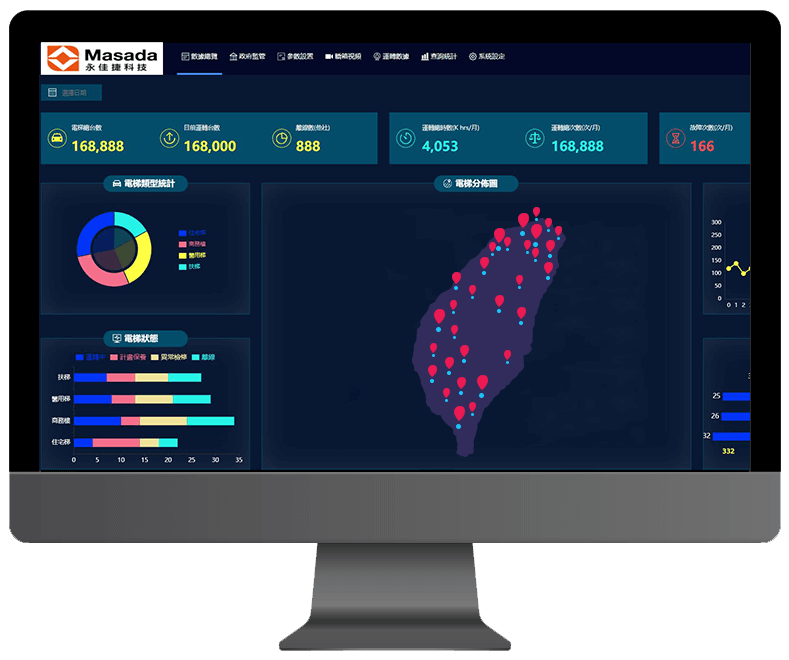 Masada
永佳捷科技
數據總覽 政府監管 參數設置 轎廂視頻 運轉數據 查詢統計 系統設定
選擇日期
電梯總台數 目前運轉台數 離線數(台) 運轉總時數(K hrs/月) 運轉總次數(次/月) 故障次數(次/月)
168,888 168,000 888 4,053 168,888 166
電梯類型統計 電梯分佈圖
住宅梯
商務樓
醫用梯
扶梯
300
250
200
150
100
50
0
0 1 2
電梯狀態
運轉中 計畫保養 異常檢修 離線
扶梯
醫用梯
商務樓
住宅梯
0 5 10 15 20 25 30 35
25
26
32
332